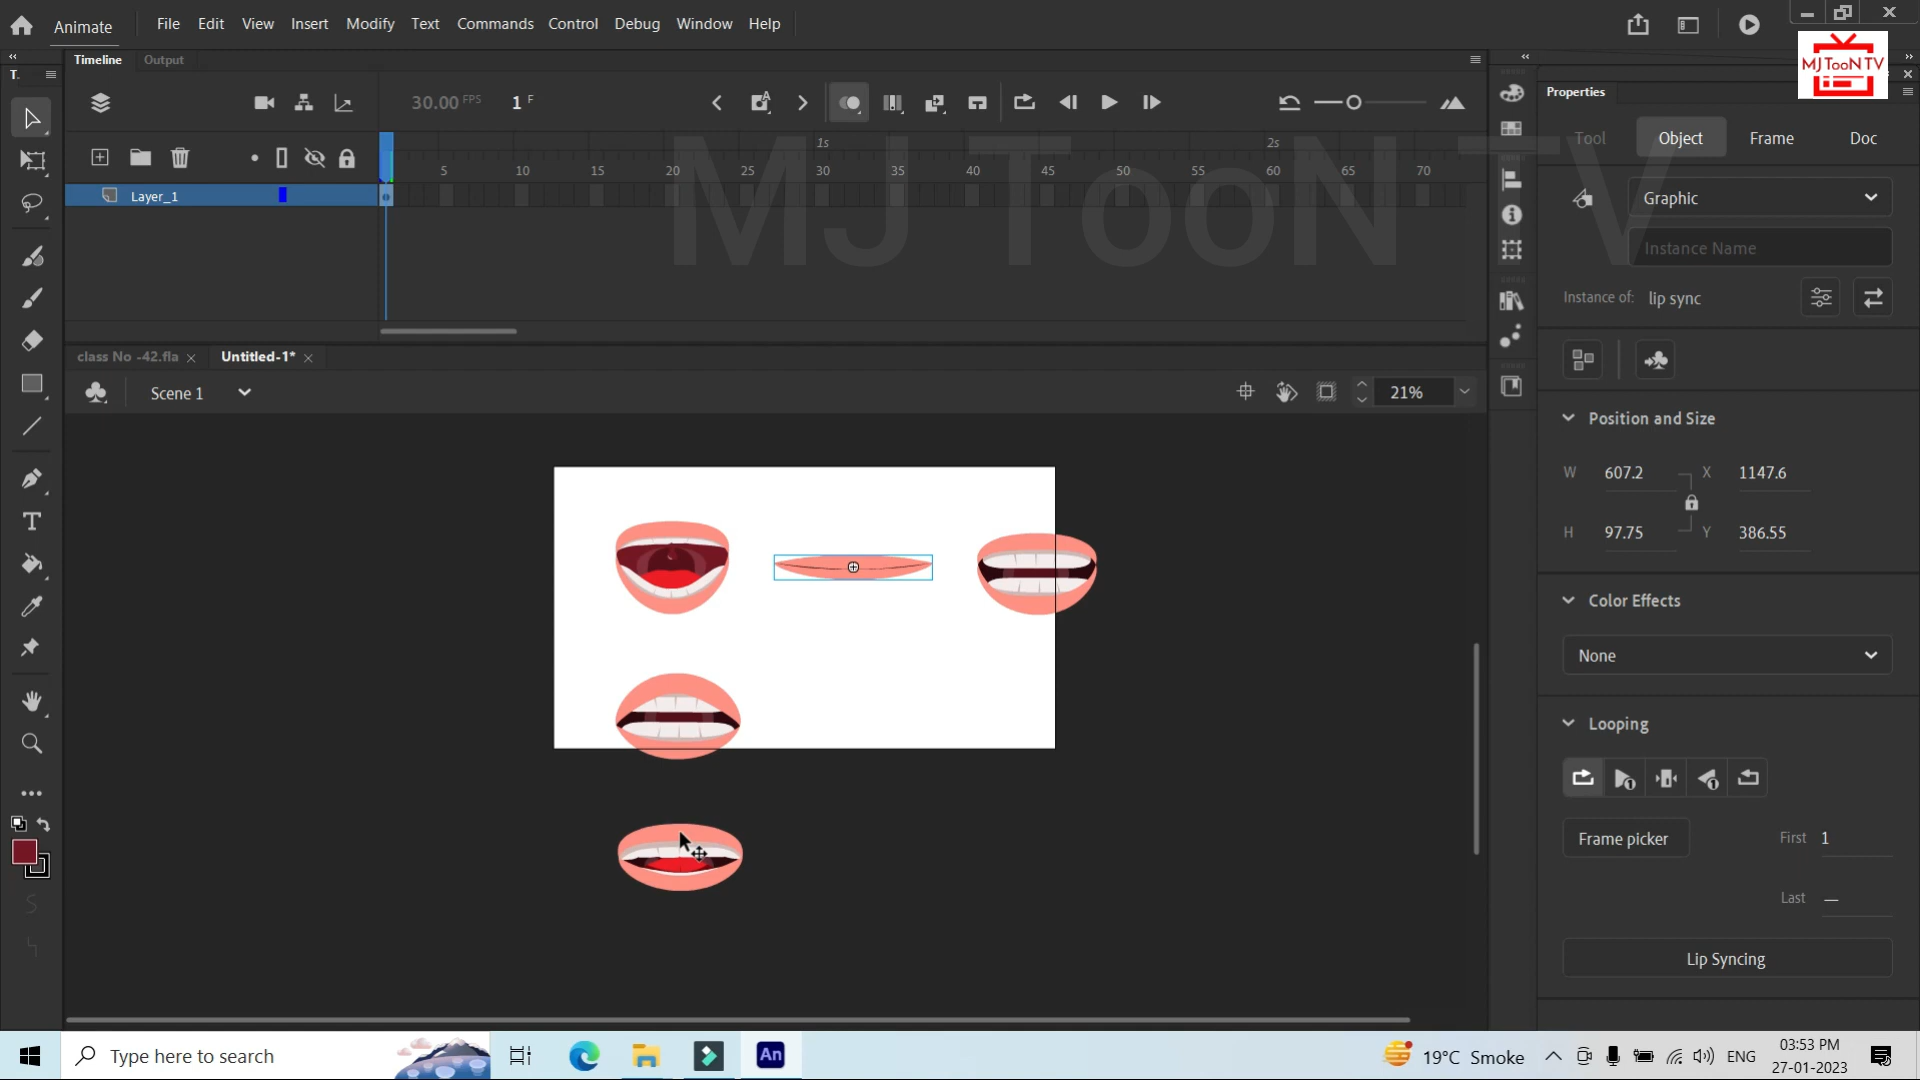 Animate File Edit View Insert Modify Text Commands Control Debug Window Help
MJ TooN TV
Timeline Output
T.
Properties
30.00 FPS 1 F
Tool Object Frame Doc
1s 2s
5 10 15 20 25 30 35 40 45 50 55 60 65 70
Layer_1
MJ TooN TV
Graphic
Instance Name
Instance of: lip sync
class No -42.fla × Untitled-1* ×
Scene 1
21%
Position and Size
W 607.2 X 1147.6
H 97.75 Y 386.55
Color Effects
None
Looping
Frame picker First 1
Last —
Lip Syncing
Type here to search
An
19°C Smoke
ENG
03:53 PM
27-01-2023